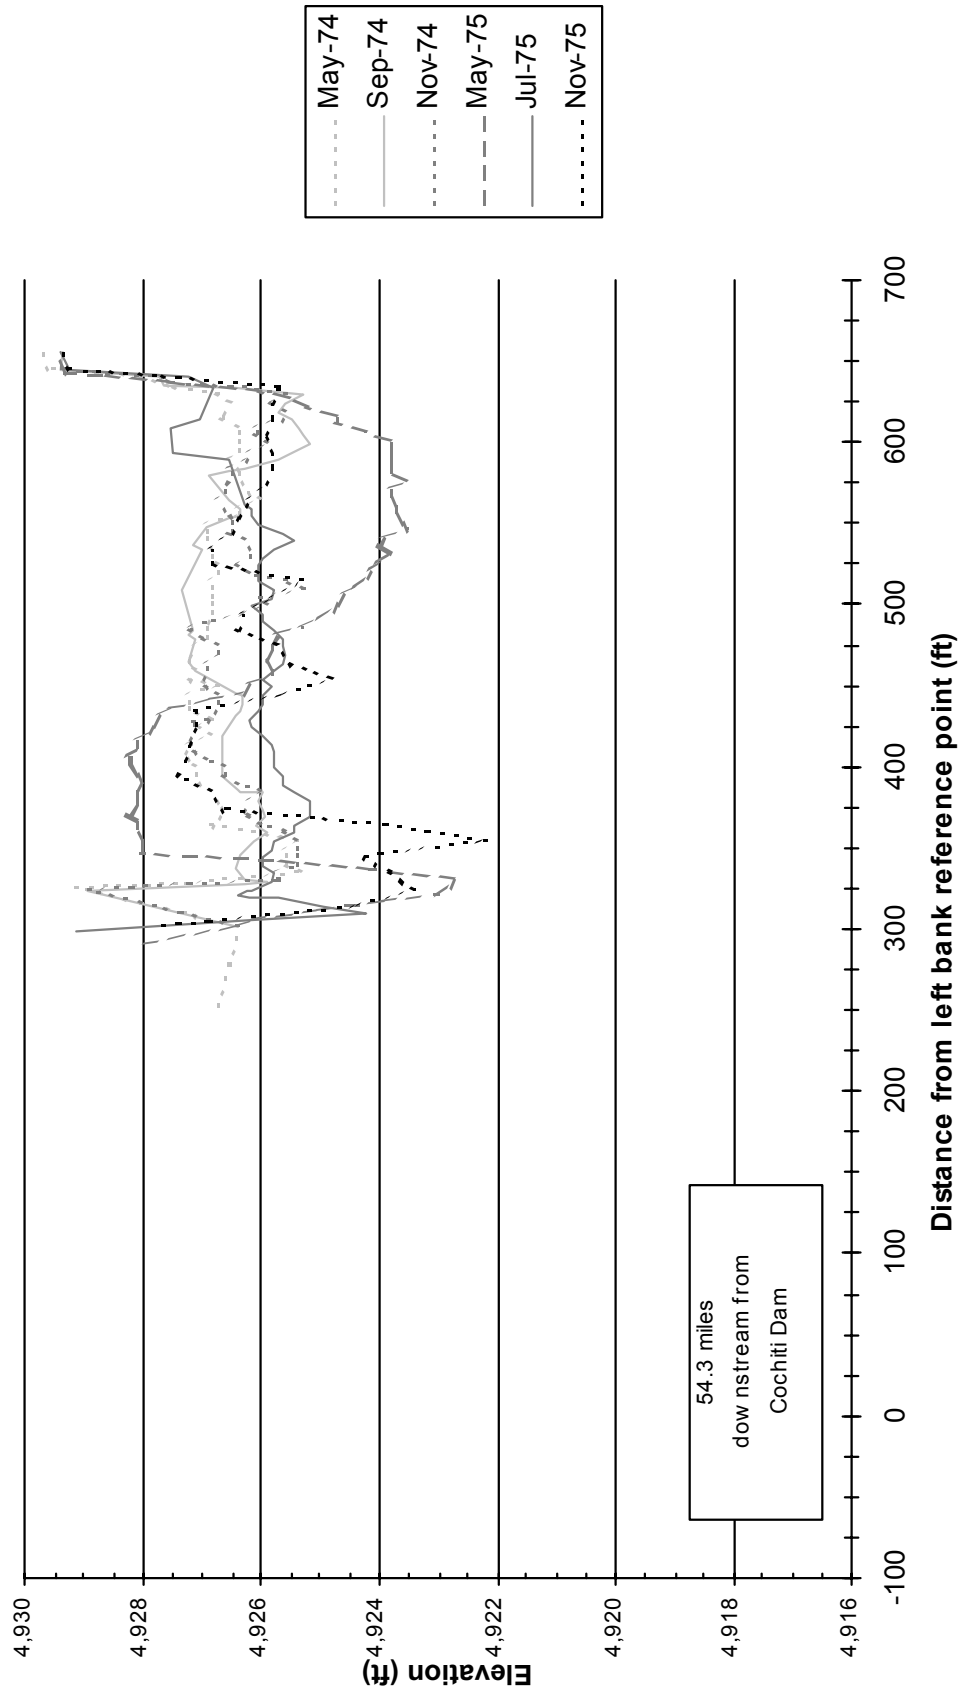 4,930
4,928
4,926
4,924
4,922
4,920
4,918
4,916
Elevation (ft)
-100
0
100
200
300
400
500
600
700
Distance from left bank reference point (ft)
54.3 miles
dow nstream from
Cochiti Dam
May-74
Sep-74
Nov-74
May-75
Jul-75
Nov-75